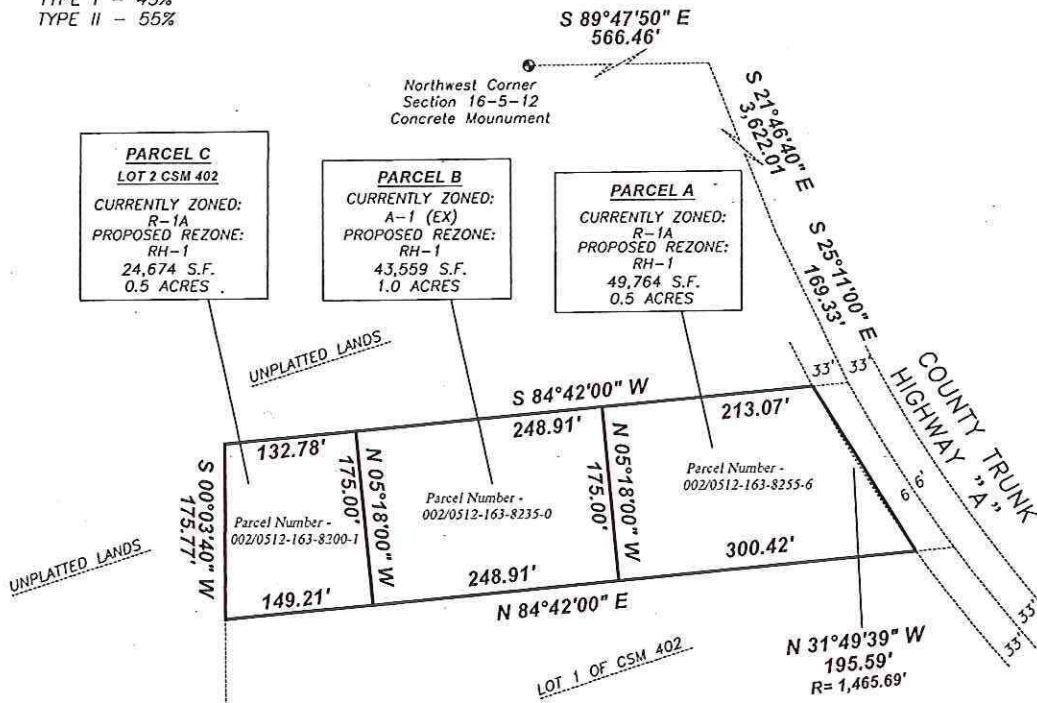 TYPE I - 45%
TYPE II - 55%
S 89°47'50" E
566.46'
Northwest Corner
Section 16-5-12
Concrete Mounument
S 21°46'40" E
3,622.01
PARCEL C
LOT 2 CSM 402
CURRENTLY ZONED:
R-1A
PROPOSED REZONE:
RH-1
24,674 S.F.
0.5 ACRES
PARCEL B
CURRENTLY ZONED:
A-1 (EX)
PROPOSED REZONE:
RH-1
43,559 S.F.
1.0 ACRES
PARCEL A
CURRENTLY ZONED:
R-1A
PROPOSED REZONE:
RH-1
49,764 S.F.
0.5 ACRES
S 25°11'00" E
169.33'
UNPLATTED LANDS
S 84°42'00" W
33'
33'
COUNTY TRUNK
HIGHWAY "A"
132.78'
248.91'
213.07'
S 00°03'40" W
175.77'
N 05°18'00" W
175.00'
N 05°18'00" W
175.00'
Parcel Number -
002/0512-163-8200-1
Parcel Number -
002/0512-163-8235-0
Parcel Number -
002/0512-163-8255-6
66'
UNPLATTED LANDS
149.21'
248.91'
300.42'
N 84°42'00" E
33'
33'
N 31°49'39" W
195.59'
R= 1,465.69'
LOT 1 OF CSM 402